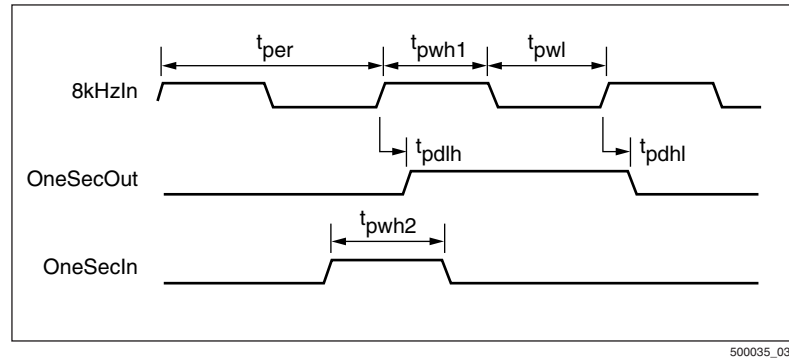 tper
tpwh1
tpwl
8kHzIn
tpdlh
tpdhl
OneSecOut
tpwh2
OneSecIn
500035_03